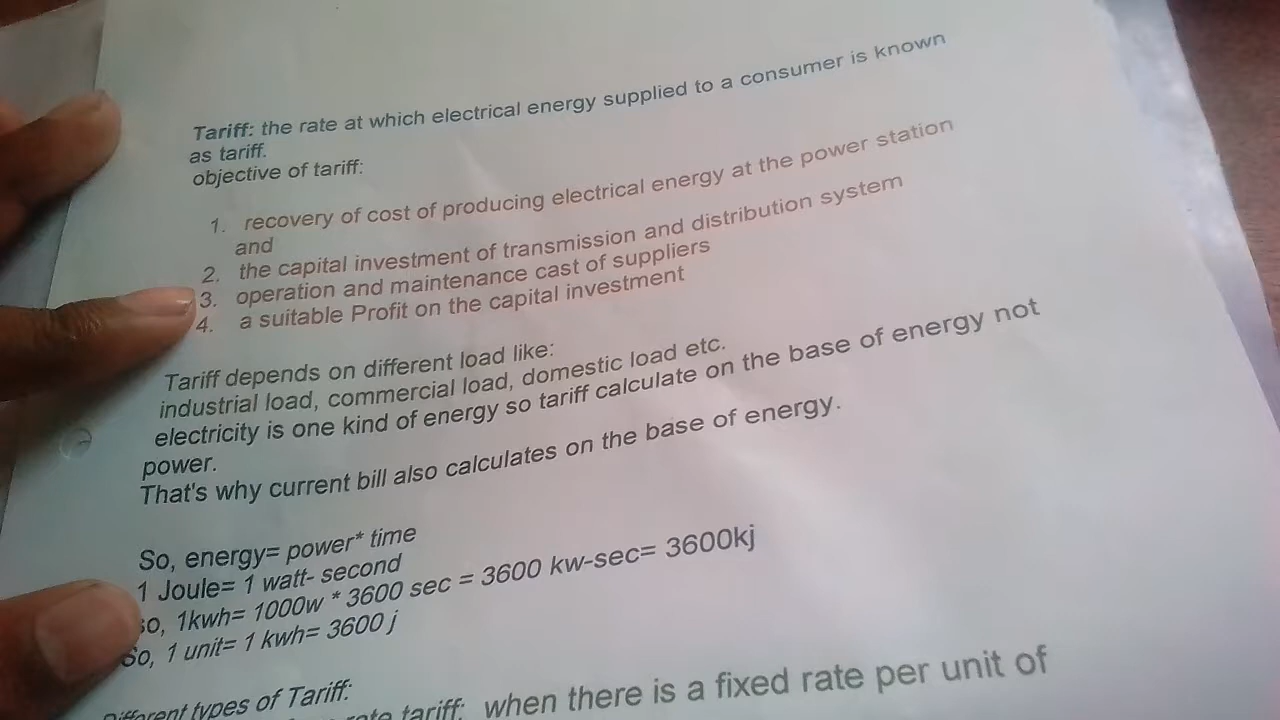 Tariff: the rate at which electrical energy supplied to a consumer is known
as tariff.
objective of tariff:
1. recovery of cost of producing electrical energy at the power station
and
2. the capital investment of transmission and distribution system
3. operation and maintenance cast of suppliers
4. a suitable Profit on the capital investment
Tariff depends on different load like:
industrial load, commercial load, domestic load etc.
electricity is one kind of energy so tariff calculate on the base of energy not
power.
That's why current bill also calculates on the base of energy.
So, energy= power* time
1 Joule= 1 watt- second
so, 1kwh= 1000w * 3600 sec = 3600 kw-sec= 3600kj
So, 1 unit= 1 kwh= 3600 j
Different types of Tariff:
tariff: when there is a fixed rate per unit of